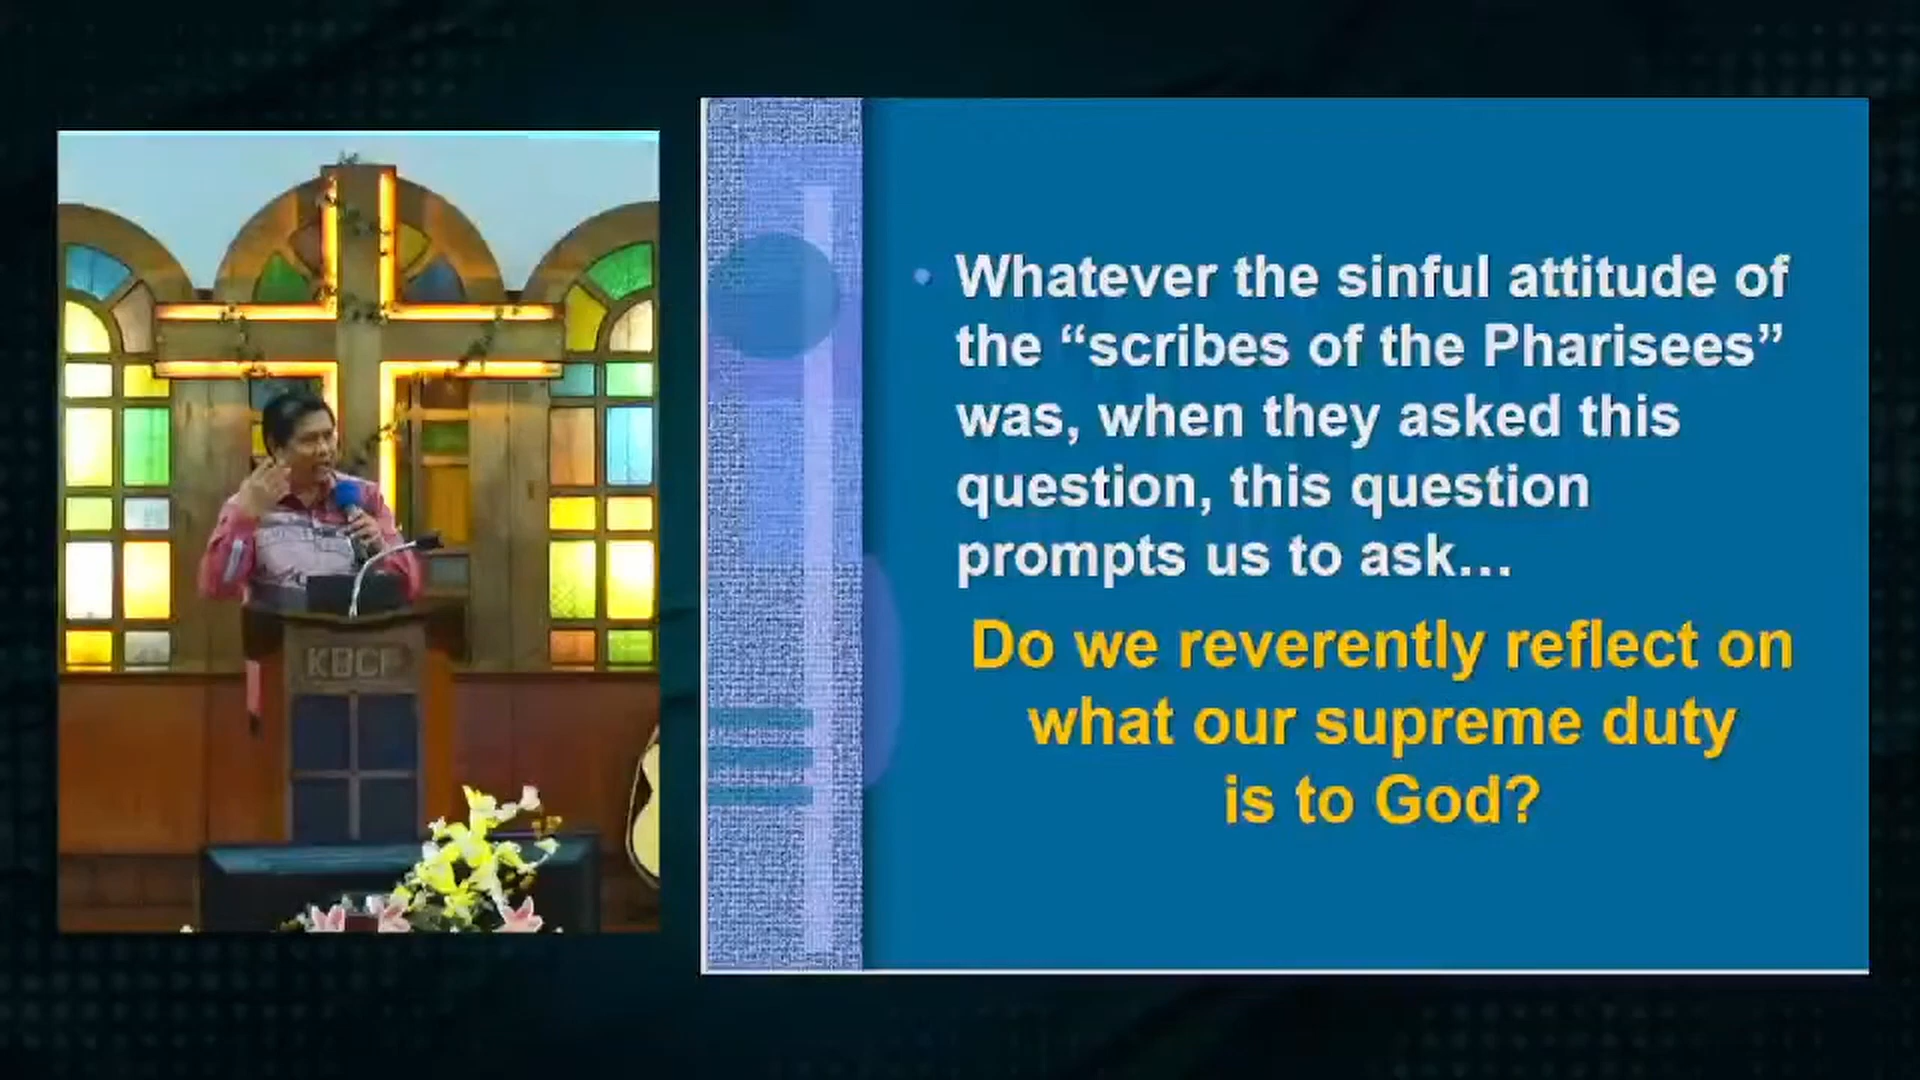 KBCF
• Whatever the sinful attitude of
the “scribes of the Pharisees”
was, when they asked this
question, this question
prompts us to ask…
Do we reverently reflect on
what our supreme duty
is to God?